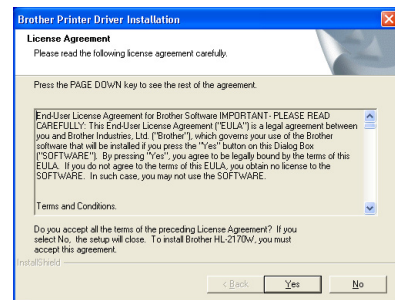 Brother Printer Driver Installation
License Agreement
Please read the following license agreement carefully.
Press the PAGE DOWN key to see the rest of the agreement.
End-User License Agreement for Brother Software IMPORTANT- PLEASE READ
CAREFULLY: This End-User License Agreement ("EULA") is a legal agreement between
you and Brother Industries, Ltd. ("Brother"), which governs your use of the Brother
software that will be installed if you press the "Yes" button on this Dialog Box
("SOFTWARE"). By pressing "Yes", you agree to be legally bound by the terms of this
EULA. If you do not agree to the terms of this EULA, you obtain no license to the
SOFTWARE. In such case, you may not use the SOFTWARE.
Terms and Conditions.
Do you accept all the terms of the preceding License Agreement? If you
select No, the setup will close. To install Brother HL-2170W, you must
accept this agreement.
InstallShield
< Back Yes No